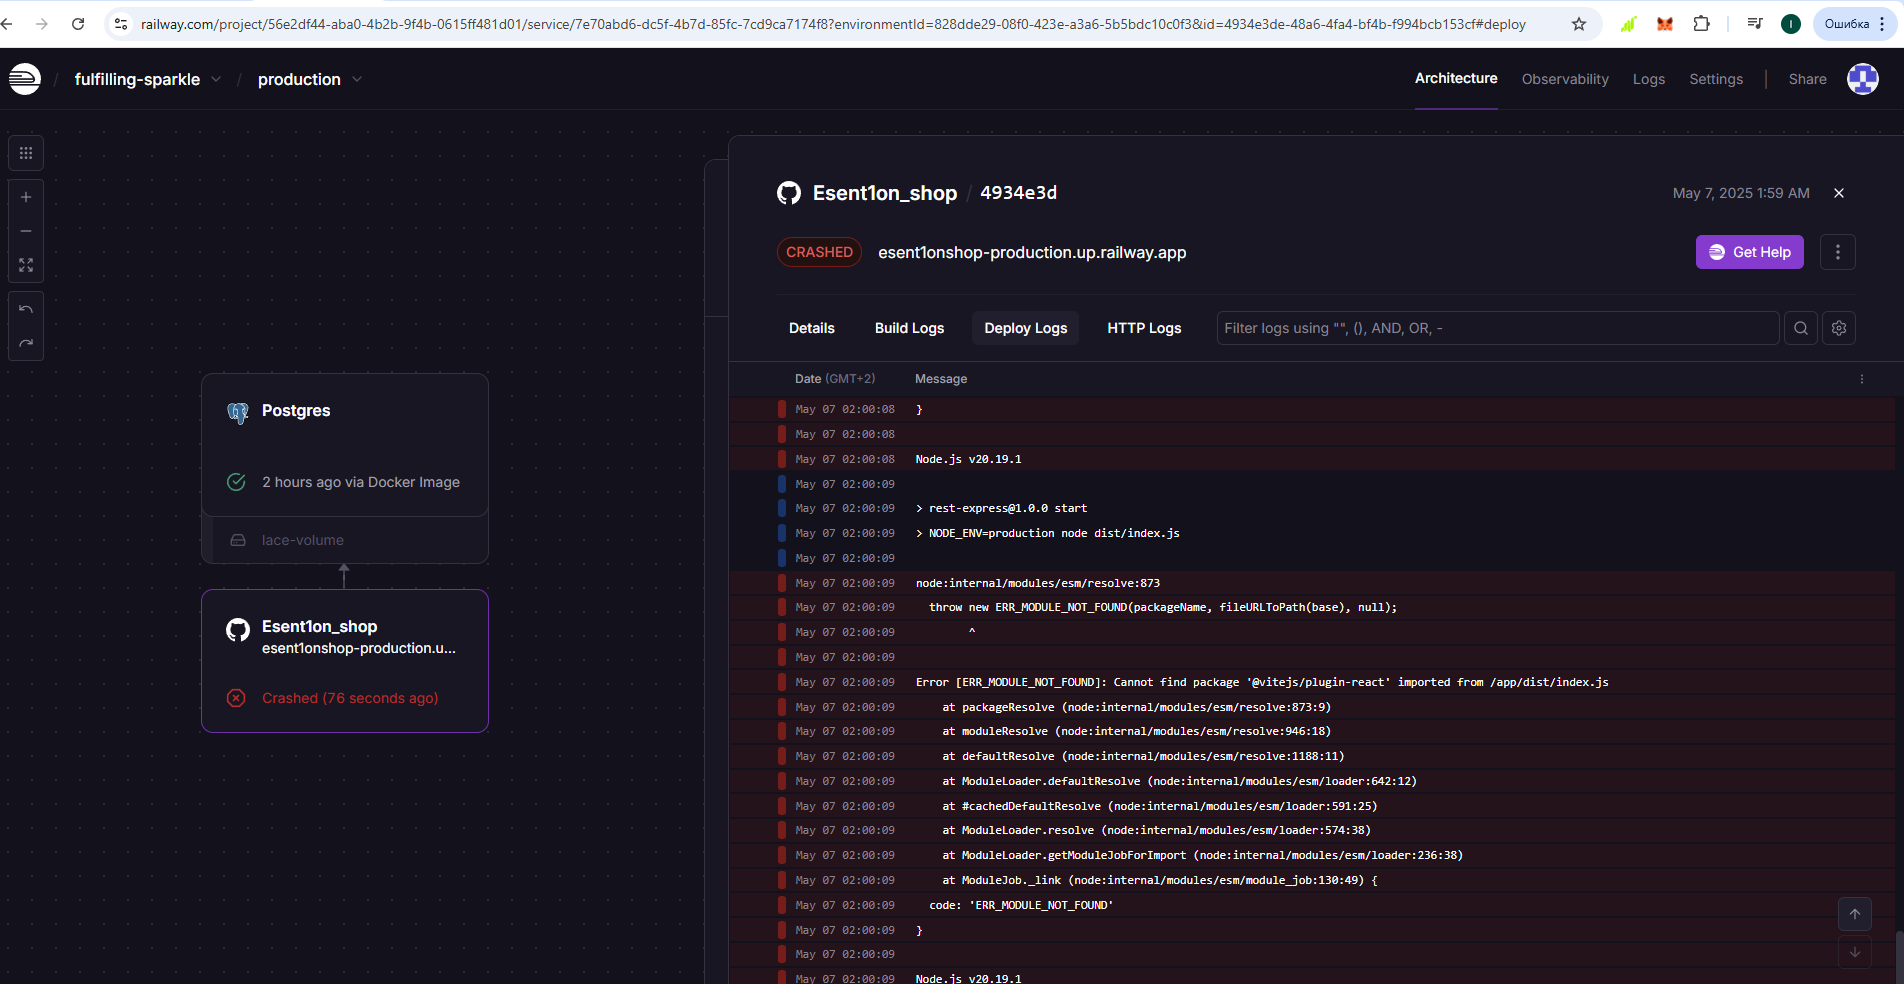 railway.com/project/56e2df44-aba0-4b2b-9f4b-0615ff481d01/service/7e70abd6-dc5f-4b7d-85fc-7cd9ca7174f8?environmentId=828dde29-08f0-423e-a3a6-5b5bdc10c0f3&id=4934e3de-48a6-4fa4-bf4b-f994bcb153cf#deploy
I
Ошибка
/ fulfilling-sparkle / production
Architecture Observability Logs Settings | Share
Postgres
2 hours ago via Docker Image
lace-volume
Esent1on_shop
esent1onshop-production.u...
Crashed (76 seconds ago)
Esent1on_shop / 4934e3d
May 7, 2025 1:59 AM
CRASHED esent1onshop-production.up.railway.app
Get Help
Details Build Logs Deploy Logs HTTP Logs
Filter logs using "", (), AND, OR, -
Date (GMT+2) Message
May 07 02:00:08 }
May 07 02:00:08
May 07 02:00:08 Node.js v20.19.1
May 07 02:00:09
May 07 02:00:09 > rest-express@1.0.0 start
May 07 02:00:09 > NODE_ENV=production node dist/index.js
May 07 02:00:09
May 07 02:00:09 node:internal/modules/esm/resolve:873
May 07 02:00:09 throw new ERR_MODULE_NOT_FOUND(packageName, fileURLToPath(base), null);
May 07 02:00:09 ^
May 07 02:00:09
May 07 02:00:09 Error [ERR_MODULE_NOT_FOUND]: Cannot find package '@vitejs/plugin-react' imported from /app/dist/index.js
May 07 02:00:09 at packageResolve (node:internal/modules/esm/resolve:873:9)
May 07 02:00:09 at moduleResolve (node:internal/modules/esm/resolve:946:18)
May 07 02:00:09 at defaultResolve (node:internal/modules/esm/resolve:1188:11)
May 07 02:00:09 at ModuleLoader.defaultResolve (node:internal/modules/esm/loader:642:12)
May 07 02:00:09 at #cachedDefaultResolve (node:internal/modules/esm/loader:591:25)
May 07 02:00:09 at ModuleLoader.resolve (node:internal/modules/esm/loader:574:38)
May 07 02:00:09 at ModuleLoader.getModuleJobForImport (node:internal/modules/esm/loader:236:38)
May 07 02:00:09 at ModuleJob._link (node:internal/modules/esm/module_job:130:49) {
May 07 02:00:09 code: 'ERR_MODULE_NOT_FOUND'
May 07 02:00:09 }
May 07 02:00:09
May 07 02:00:09 Node.js v20.19.1